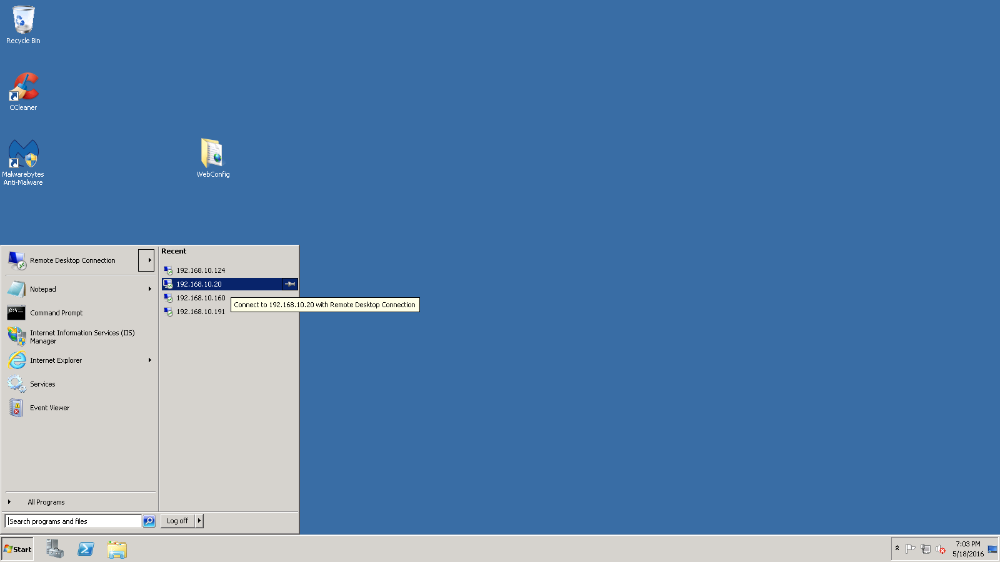 Recycle Bin
CCleaner
Malwarebytes
Anti-Malware
WebConfig
Remote Desktop Connection
Notepad
C:\_
Command Prompt
Internet Information Services (IIS)
Manager
Internet Explorer
Services
Event Viewer
All Programs
Search programs and files
Recent
192.168.10.124
192.168.10.20
192.168.10.160
192.168.10.191
Connect to 192.168.10.20 with Remote Desktop Connection
Log off
Start
7:03 PM
5/18/2016